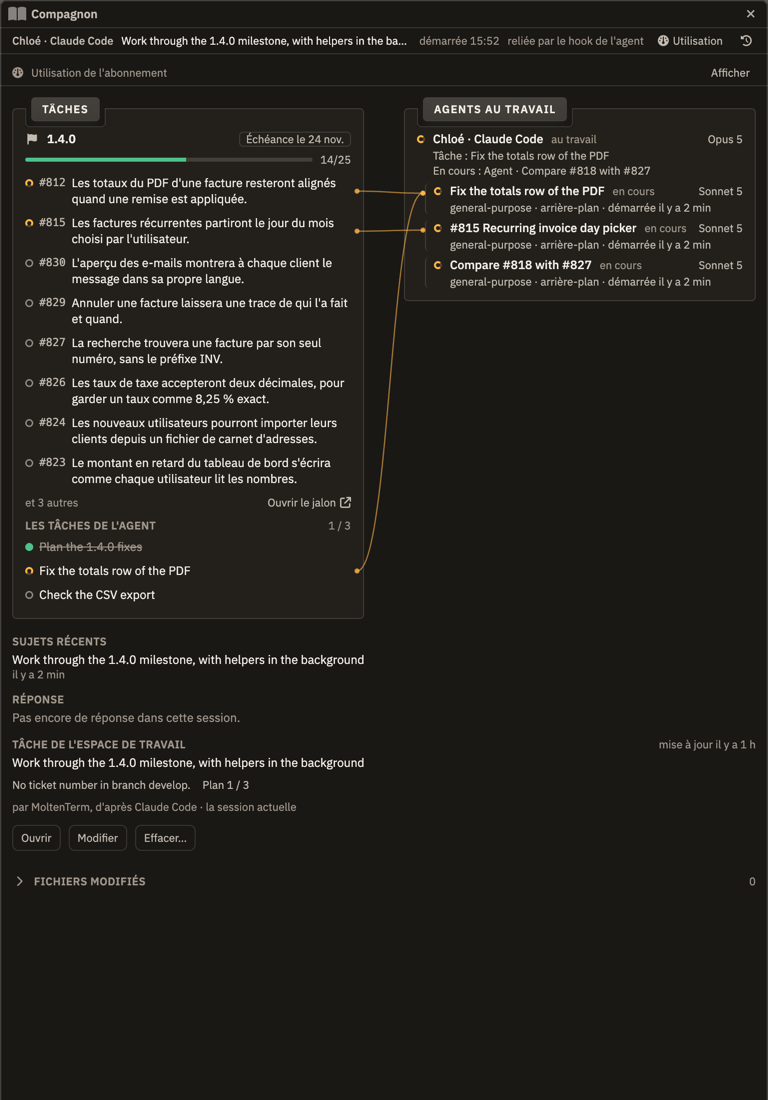 Compagnon
Chloé · Claude Code Work through the 1.4.0 milestone, with helpers in the ba... démarrée 15:52 reliée par le hook de l'agent Utilisation
Utilisation de l'abonnement Afficher
TÂCHES
1.4.0 Échéance le 24 nov.
14/25
#812 Les totaux du PDF d'une facture resteront alignés
quand une remise est appliquée.
#815 Les factures récurrentes partiront le jour du mois
choisi par l'utilisateur.
#830 L'aperçu des e-mails montrera à chaque client le
message dans sa propre langue.
#829 Annuler une facture laissera une trace de qui l'a fait
et quand.
#827 La recherche trouvera une facture par son seul
numéro, sans le préfixe INV.
#826 Les taux de taxe accepteront deux décimales, pour
garder un taux comme 8,25 % exact.
#824 Les nouveaux utilisateurs pourront importer leurs
clients depuis un fichier de carnet d'adresses.
#823 Le montant en retard du tableau de bord s'écrira
comme chaque utilisateur lit les nombres.
et 3 autres Ouvrir le jalon
LES TÂCHES DE L'AGENT 1 / 3
Plan the 1.4.0 fixes
Fix the totals row of the PDF
Check the CSV export
AGENTS AU TRAVAIL
Chloé · Claude Code au travail Opus 5
Tâche : Fix the totals row of the PDF
En cours : Agent · Compare #818 with #827
Fix the totals row of the PDF en cours Sonnet 5
general-purpose · arrière-plan · démarrée il y a 2 min
#815 Recurring invoice day picker en cours Sonnet 5
general-purpose · arrière-plan · démarrée il y a 2 min
Compare #818 with #827 en cours Sonnet 5
general-purpose · arrière-plan · démarrée il y a 2 min
SUJETS RÉCENTS
Work through the 1.4.0 milestone, with helpers in the background
il y a 2 min
RÉPONSE
Pas encore de réponse dans cette session.
TÂCHE DE L'ESPACE DE TRAVAIL mise à jour il y a 1 h
Work through the 1.4.0 milestone, with helpers in the background
No ticket number in branch develop. Plan 1 / 3
par MoltenTerm, d'après Claude Code · la session actuelle
Ouvrir Modifier Effacer...
FICHIERS MODIFIÉS 0